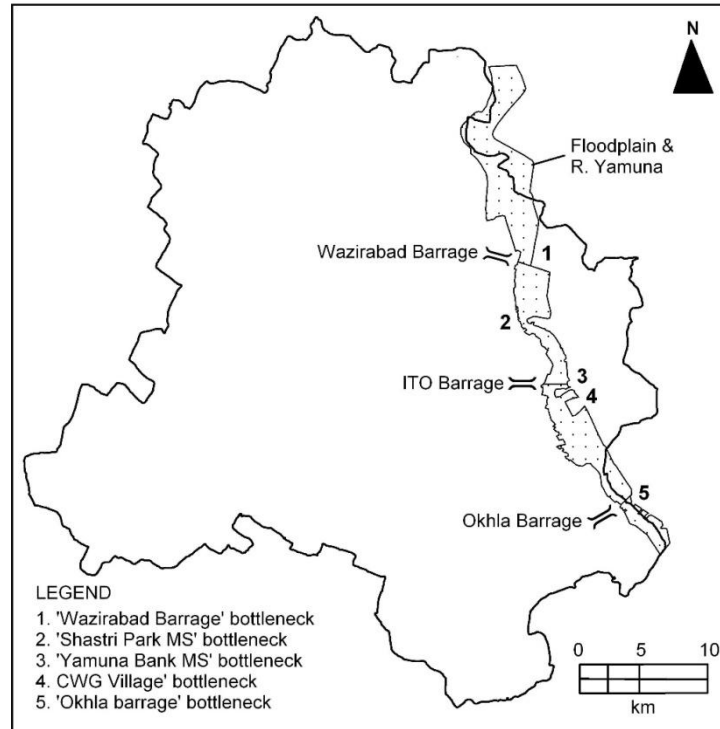 N
Floodplain &
R. Yamuna
Wazirabad Barrage
1
2
3
ITO Barrage
4
5
Okhla Barrage
LEGEND
1. 'Wazirabad Barrage' bottleneck
2. 'Shastri Park MS' bottleneck
3. 'Yamuna Bank MS' bottleneck
4. CWG Village' bottleneck
5. 'Okhla barrage' bottleneck
0 5 10
km